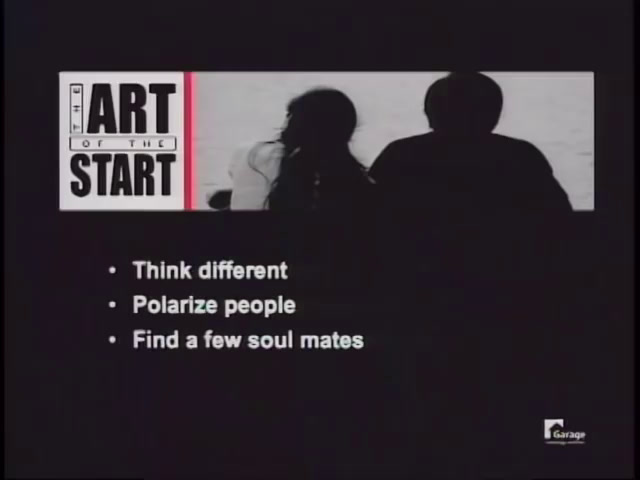 THE
ART
OF THE
START
• Think different
• Polarize people
• Find a few soul mates
Garage